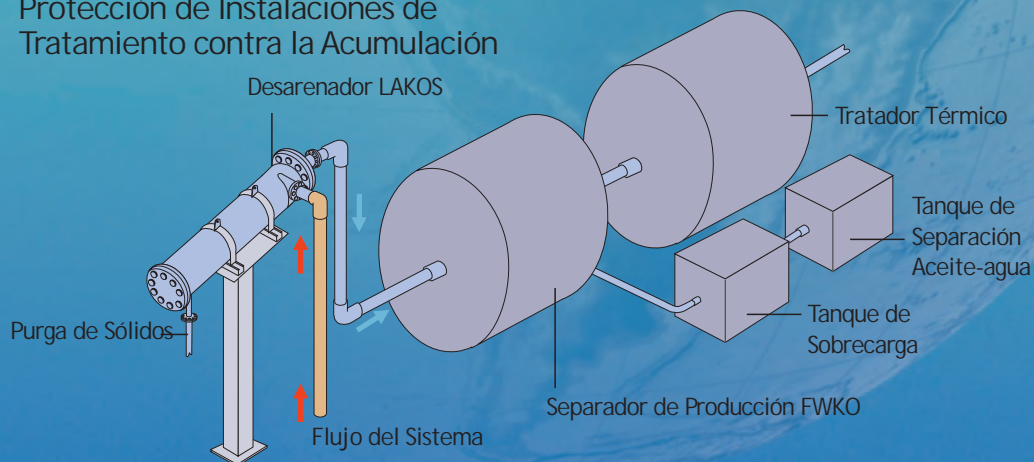 Protección de Instalaciones de
Tratamiento contra la Acumulación
Desarenador LAKOS
Tratador Térmico
Tanque de
Separación
Aceite-agua
Purga de Sólidos
Tanque de
Sobrecarga
Separador de Producción FWKO
Flujo del Sistema